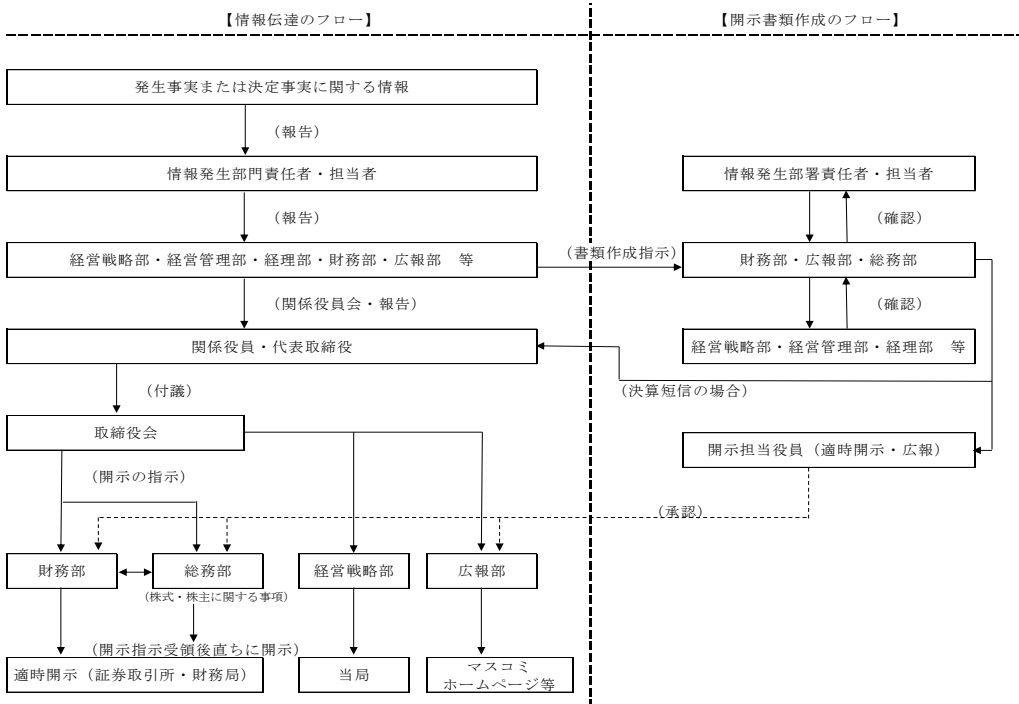 【情報伝達のフロー】
【開示書類作成のフロー】
発生事実または決定事実に関する情報
（報告）
情報発生部門責任者・担当者
情報発生部署責任者・担当者
（報告）
（確認）
経営戦略部・経営管理部・経理部・財務部・広報部　等
（書類作成指示）
財務部・広報部・総務部
（関係役員会・報告）
（確認）
関係役員・代表取締役
経営戦略部・経営管理部・経理部　等
（付議）
（決算短信の場合）
取締役会
開示担当役員（適時開示・広報）
（開示の指示）
（承認）
財務部
総務部
経営戦略部
広報部
（株式・株主に関する事項）
（開示指示受領後直ちに開示）
適時開示（証券取引所・財務局）
当局
マスコミ
ホームページ等